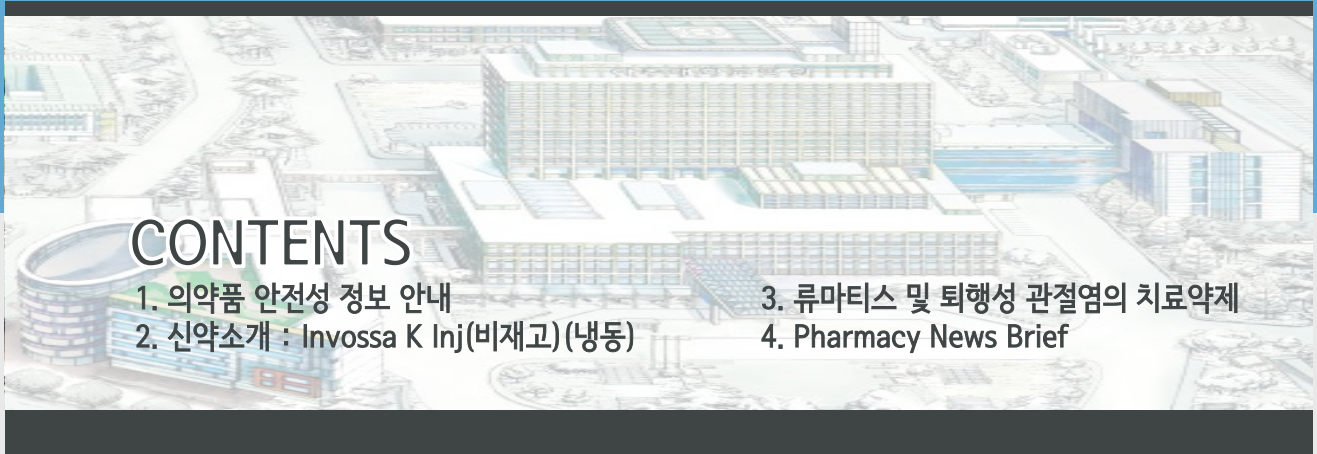 CONTENTS
1. 의약품 안전성 정보 안내
2. 신약소개 : Invossa K Inj(비재고)(냉동)
3. 류마티스 및 퇴행성 관절염의 치료약제
4. Pharmacy News Brief